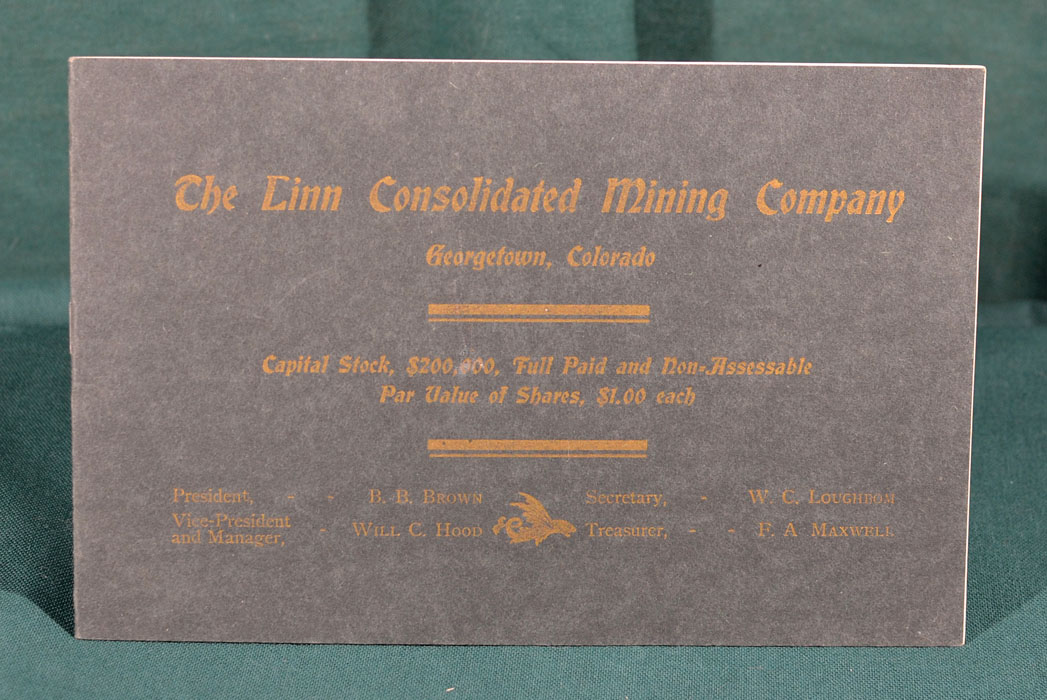 The Linn Consolidated Mining Company
Georgetown, Colorado
Capital Stock, $200,000, Full Paid and Non-Assessable
Par Value of Shares, $1.00 each
President, - - B. B. BROWN
Vice-President
and Manager, - WILL C. HOOD
Secretary, - W. C. LOUGHBOM
Treasurer, - - F. A MAXWELL